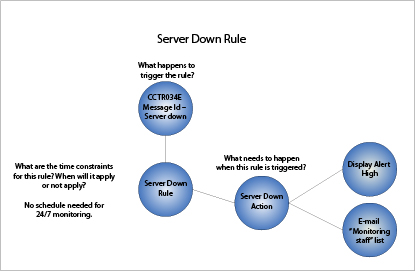 Server Down Rule
What happens to
trigger the rule?
CCTR034E
Message Id –
Server down
What are the time constraints
for this rule? When will it apply
or not apply?
No schedule needed for
24/7 monitoring.
Server Down
Rule
What needs to happen
when this rule is triggered?
Server Down
Action
Display Alert
High
E-mail
"Monitoring
staff" list